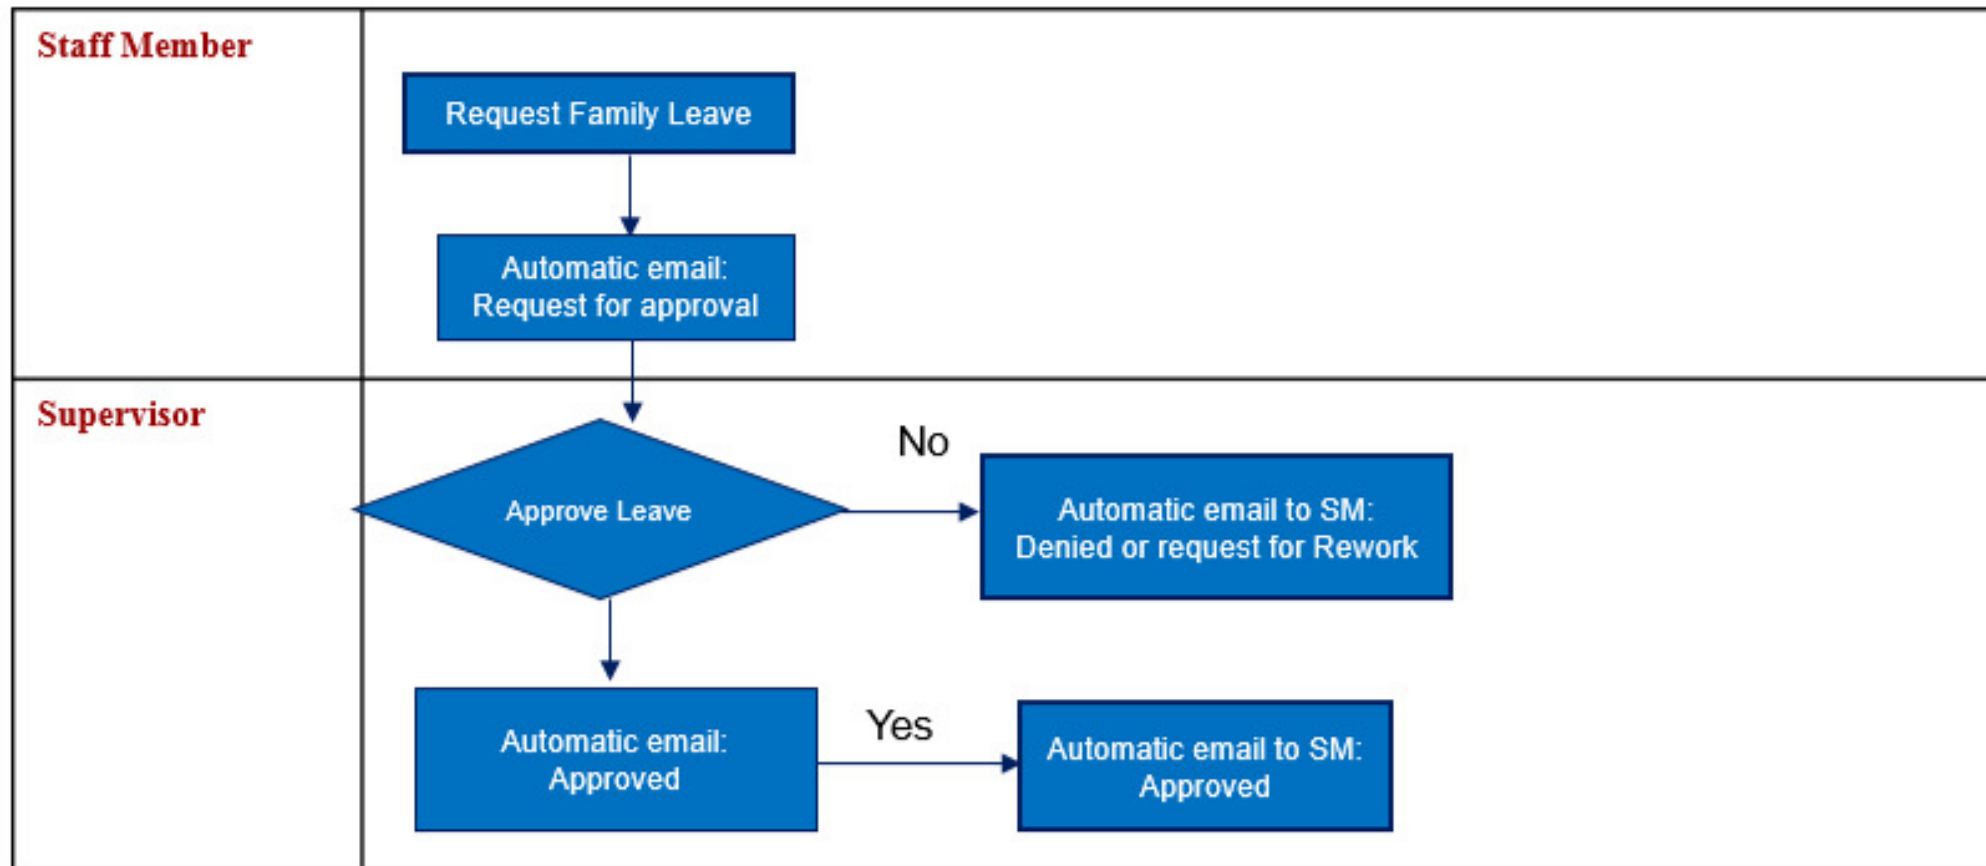 Staff Member
Request Family Leave
Automatic email:
Request for approval
Supervisor
No
Approve Leave
Automatic email to SM:
Denied or request for Rework
Automatic email:
Approved
Yes
Automatic email to SM:
Approved